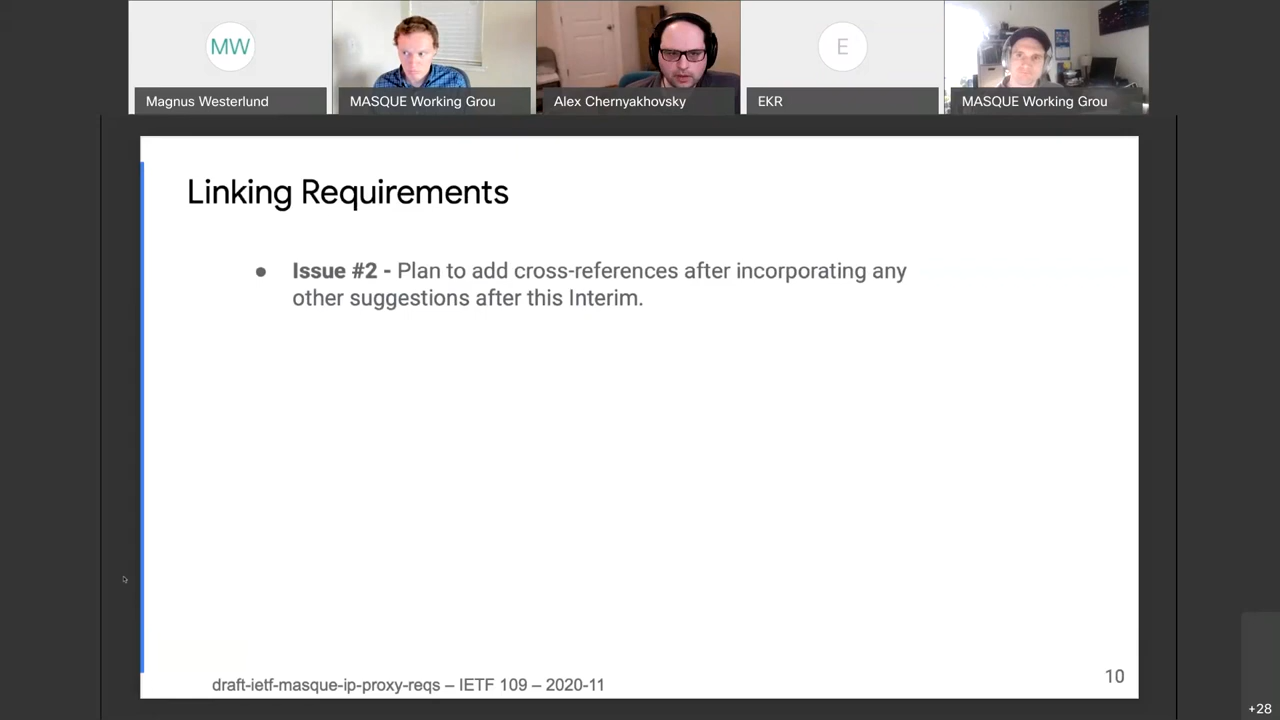 MW
Magnus Westerlund
MASQUE Working Grou
Alex Chernyakhovsky
E
EKR
MASQUE Working Grou
Linking Requirements
Issue #2 - Plan to add cross-references after incorporating any
other suggestions after this Interim.
draft-ietf-masque-ip-proxy-reqs – IETF 109 – 2020-11
10
+28